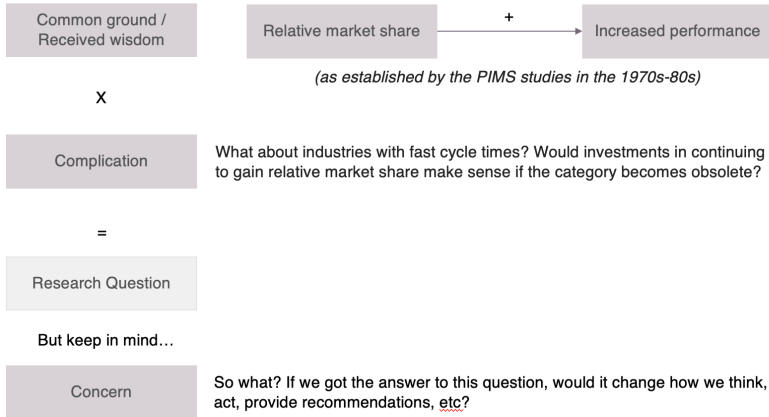 Common ground /
Received wisdom
Relative market share
+
Increased performance
(as established by the PIMS studies in the 1970s-80s)
X
Complication
What about industries with fast cycle times? Would investments in continuing
to gain relative market share make sense if the category becomes obsolete?
=
Research Question
But keep in mind…
Concern
So what? If we got the answer to this question, would it change how we think,
act, provide recommendations, etc?